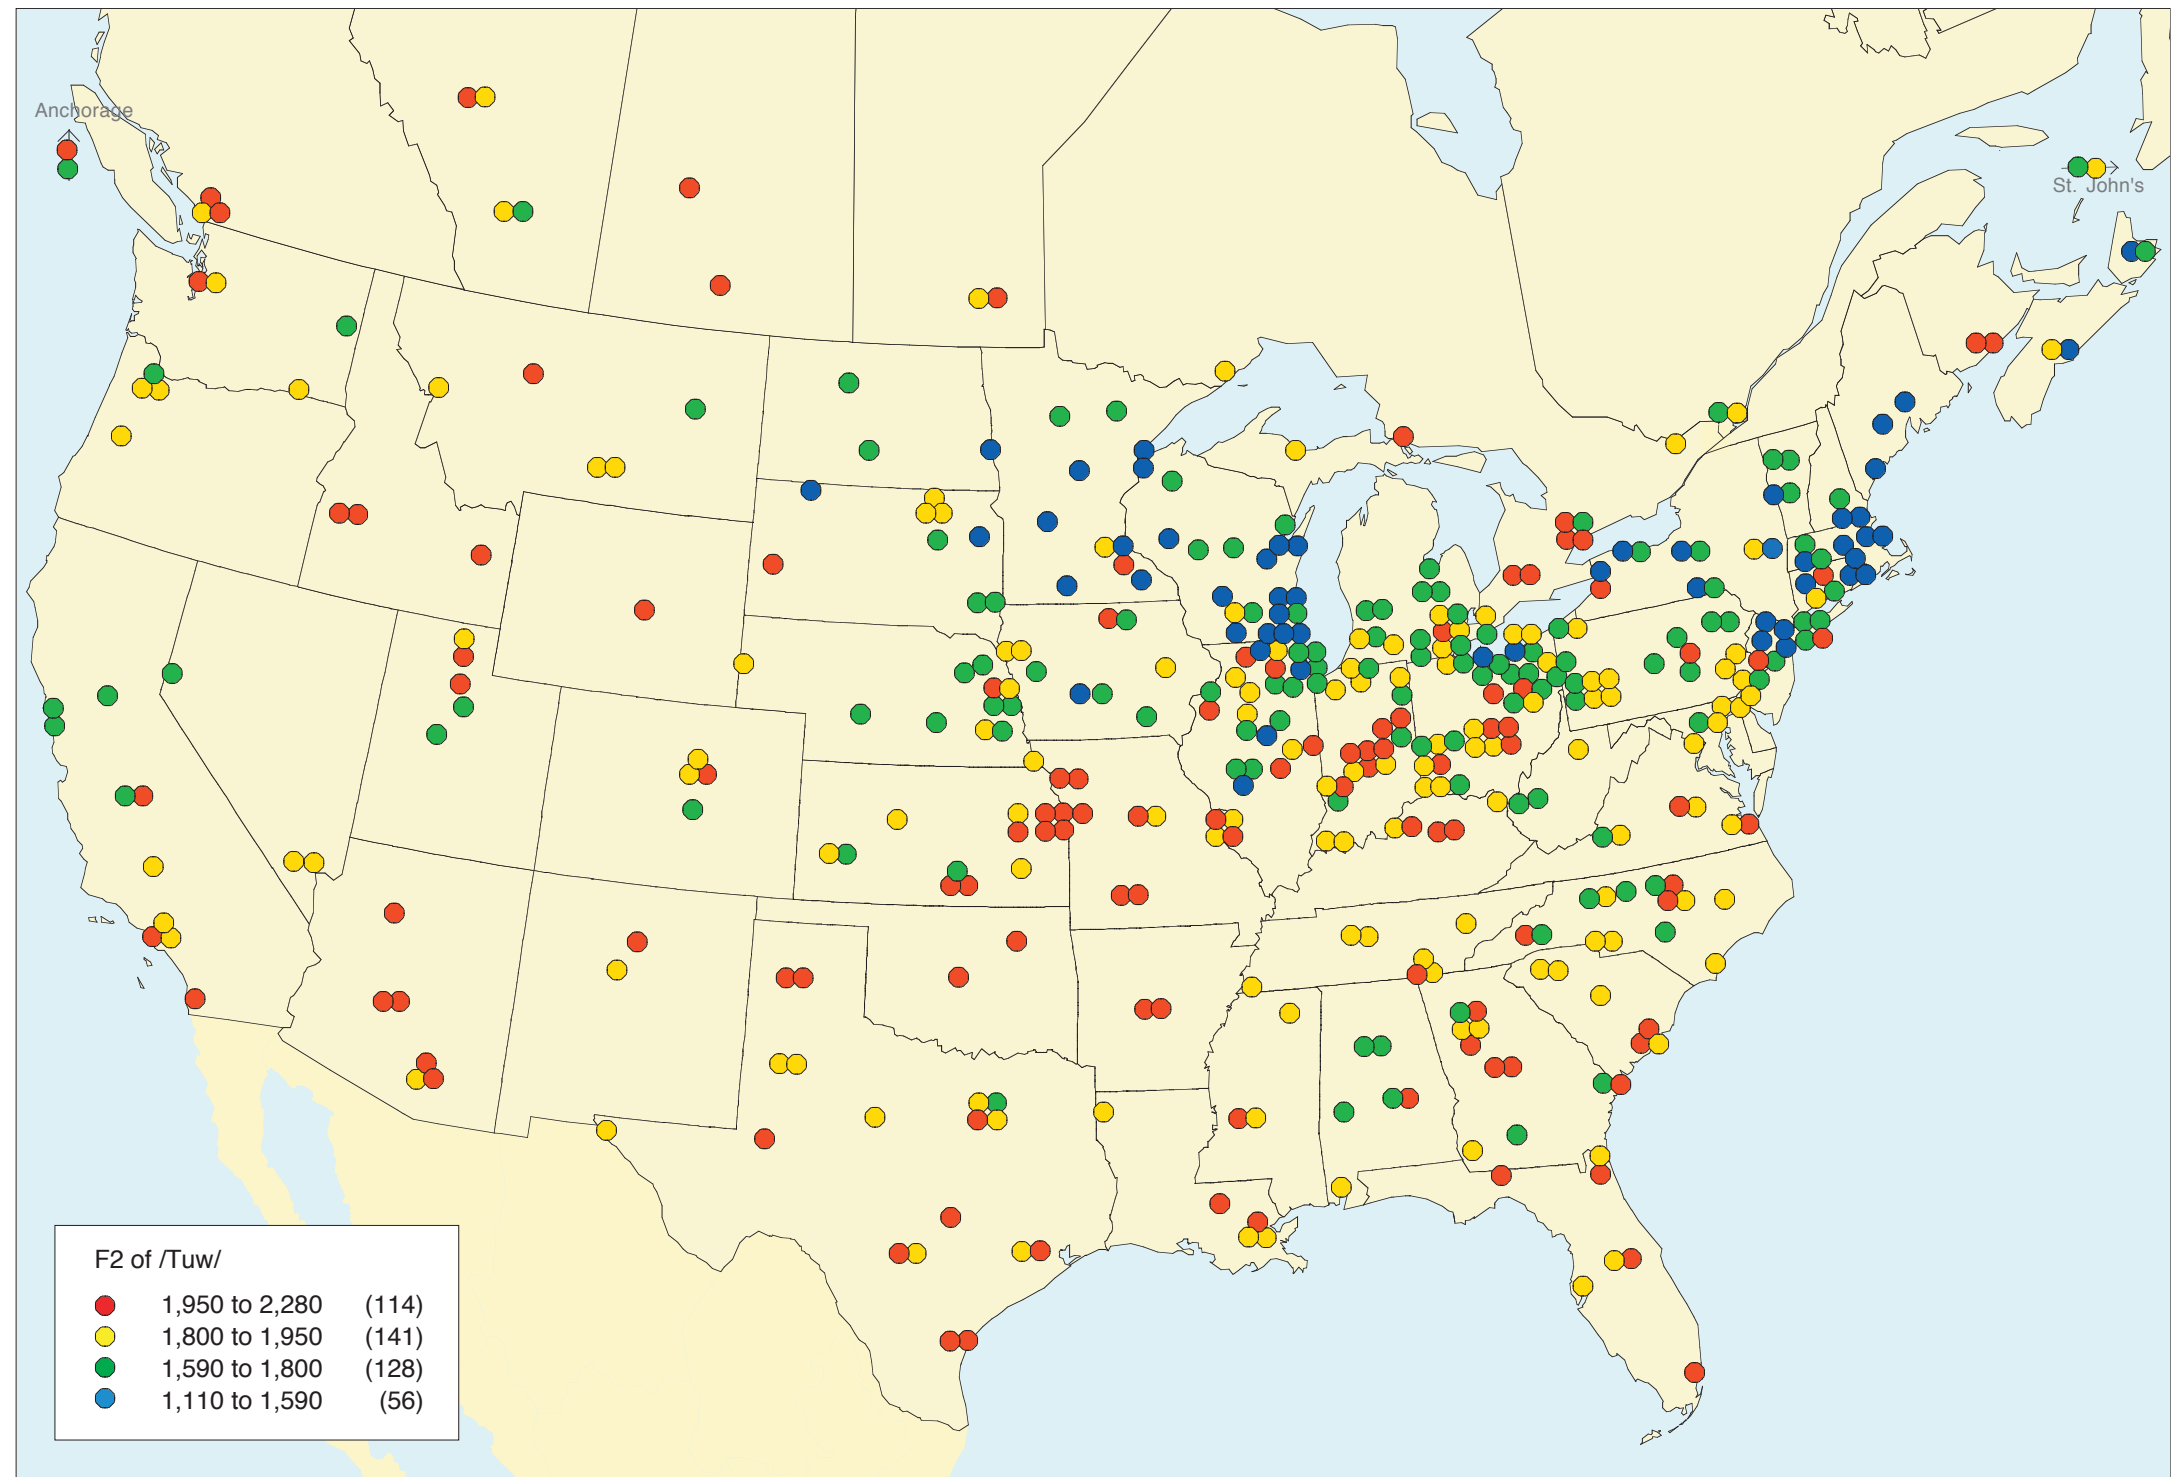 Anchorage
St. John's
F2 of /Tuw/
1,950 to 2,280 (114)
1,800 to 1,950 (141)
1,590 to 1,800 (128)
1,110 to 1,590 (56)